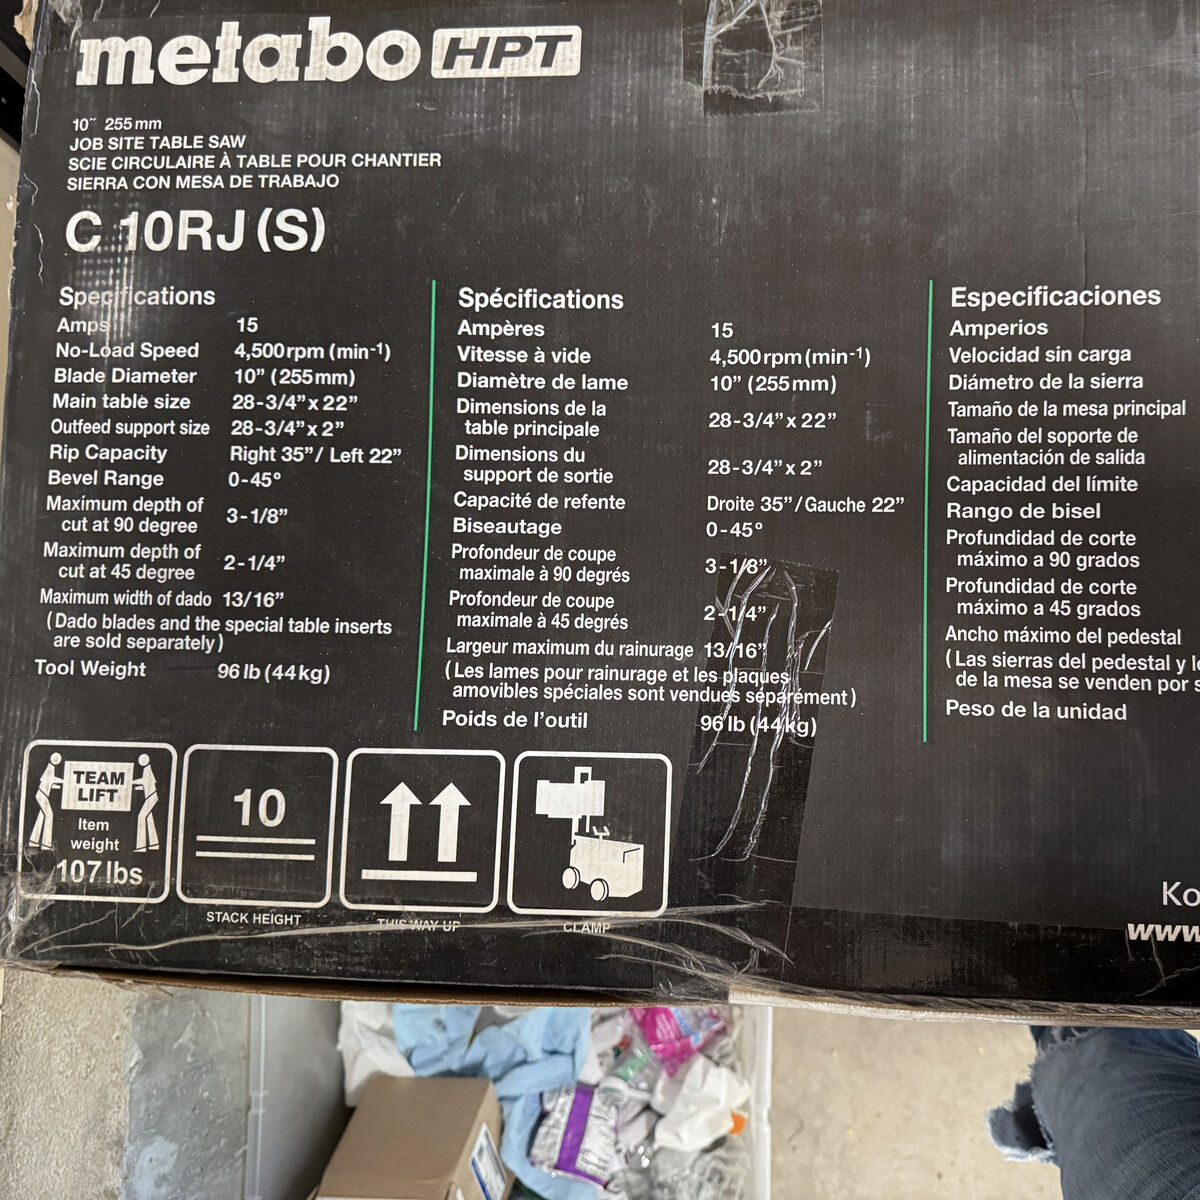 metabo HPT
10" 255 mm
JOB SITE TABLE SAW
SCIE CIRCULAIRE À TABLE POUR CHANTIER
SIERRA CON MESA DE TRABAJO
C 10RJ (S)
Specifications
Amps 15
No-Load Speed 4,500 rpm (min-1)
Blade Diameter 10” (255 mm)
Main table size 28-3/4” x 22”
Outfeed support size 28-3/4” x 2”
Rip Capacity Right 35” / Left 22”
Bevel Range 0-45°
Maximum depth of
cut at 90 degree 3-1/8”
Maximum depth of
cut at 45 degree 2-1/4”
Maximum width of dado 13/16”
(Dado blades and the special table inserts
are sold separately)
Tool Weight 96 lb (44 kg)
Spécifications
Ampères 15
Vitesse à vide 4,500 rpm (min-1)
Diamètre de lame 10” (255 mm)
Dimensions de la
table principale 28-3/4” x 22”
Dimensions du
support de sortie 28-3/4” x 2”
Capacité de refente Droite 35” / Gauche 22”
Biseautage 0-45°
Profondeur de coupe
maximale à 90 degrés 3-1/8”
Profondeur de coupe
maximale à 45 degrés 2-1/4”
Largeur maximum du rainurage 13/16”
(Les lames pour rainurage et les plaques
amovibles spéciales sont vendues séparément)
Poids de l’outil 96 lb (44 kg)
Especificaciones
Amperios
Velocidad sin carga
Diámetro de la sierra
Tamaño de la mesa principal
Tamaño del soporte de
alimentación de salida
Capacidad del límite
Rango de bisel
Profundidad de corte
máximo a 90 grados
Profundidad de corte
máximo a 45 grados
Ancho máximo del pedestal
(Las sierras del pedestal y l
de la mesa se venden por s
Peso de la unidad
TEAM
LIFT
Item
weight
107 lbs
10
STACK HEIGHT
THIS WAY UP
CLAMP
Ko
www